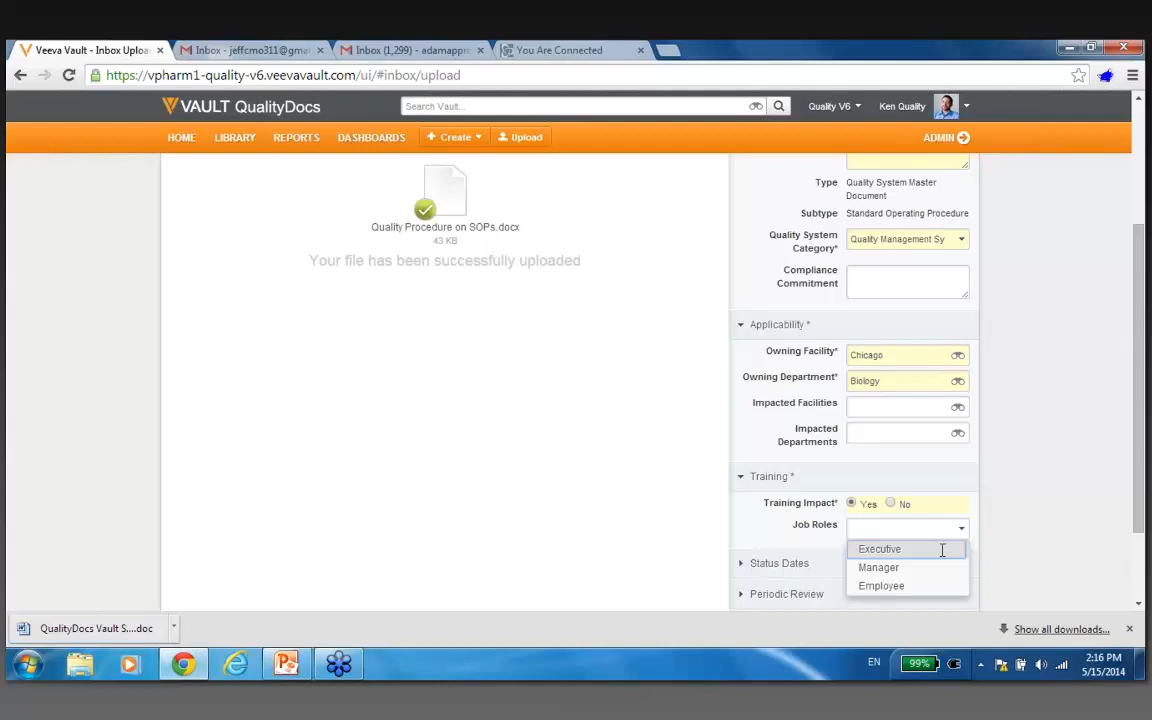 Veeva Vault - Inbox Uploa
Inbox - jeffcmo311@gma
Inbox (1,299) - adamappr
You Are Connected
https://vpharm1-quality-v6.veevavault.com/ui/#inbox/upload
VAULT QualityDocs
Search Vault...
Quality V6
Ken Quality
HOME
LIBRARY
REPORTS
DASHBOARDS
Create
Upload
ADMIN
Quality Procedure on SOPs.docx
43 KB
Your file has been successfully uploaded
Type
Quality System Master
Document
Subtype
Standard Operating Procedure
Quality System
Category*
Quality Management Sy
Compliance
Commitment
Applicability *
Owning Facility*
Chicago
Owning Department*
Biology
Impacted Facilities
Impacted
Departments
Training *
Training Impact*
Yes
No
Job Roles
Executive
Manager
Employee
Status Dates
Periodic Review
QualityDocs Vault S....doc
Show all downloads...
EN
99%
2:16 PM
5/15/2014